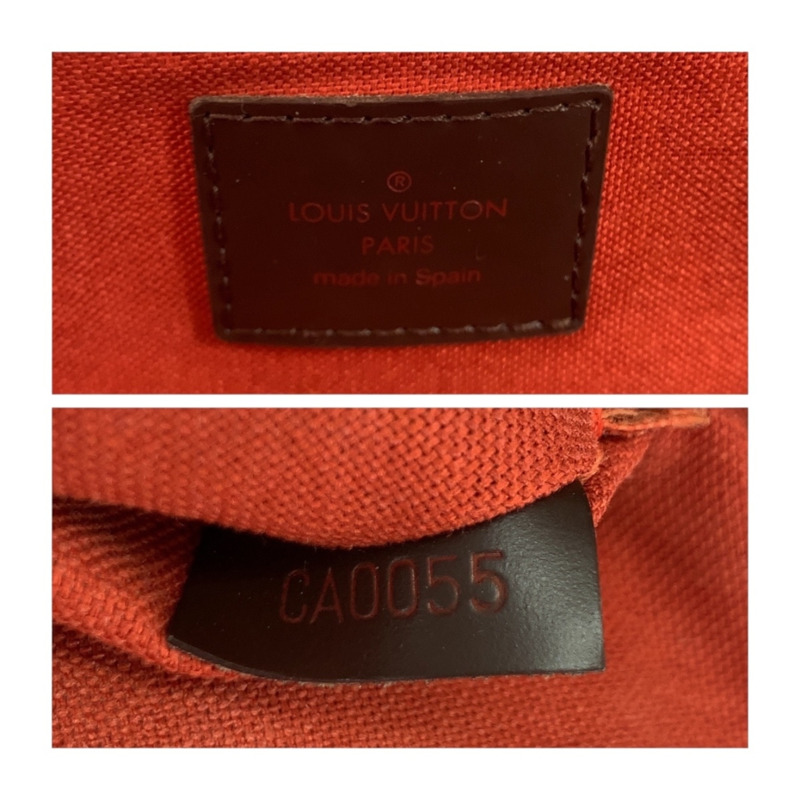 ®
LOUIS VUITTON
PARIS
made in Spain
CA0055